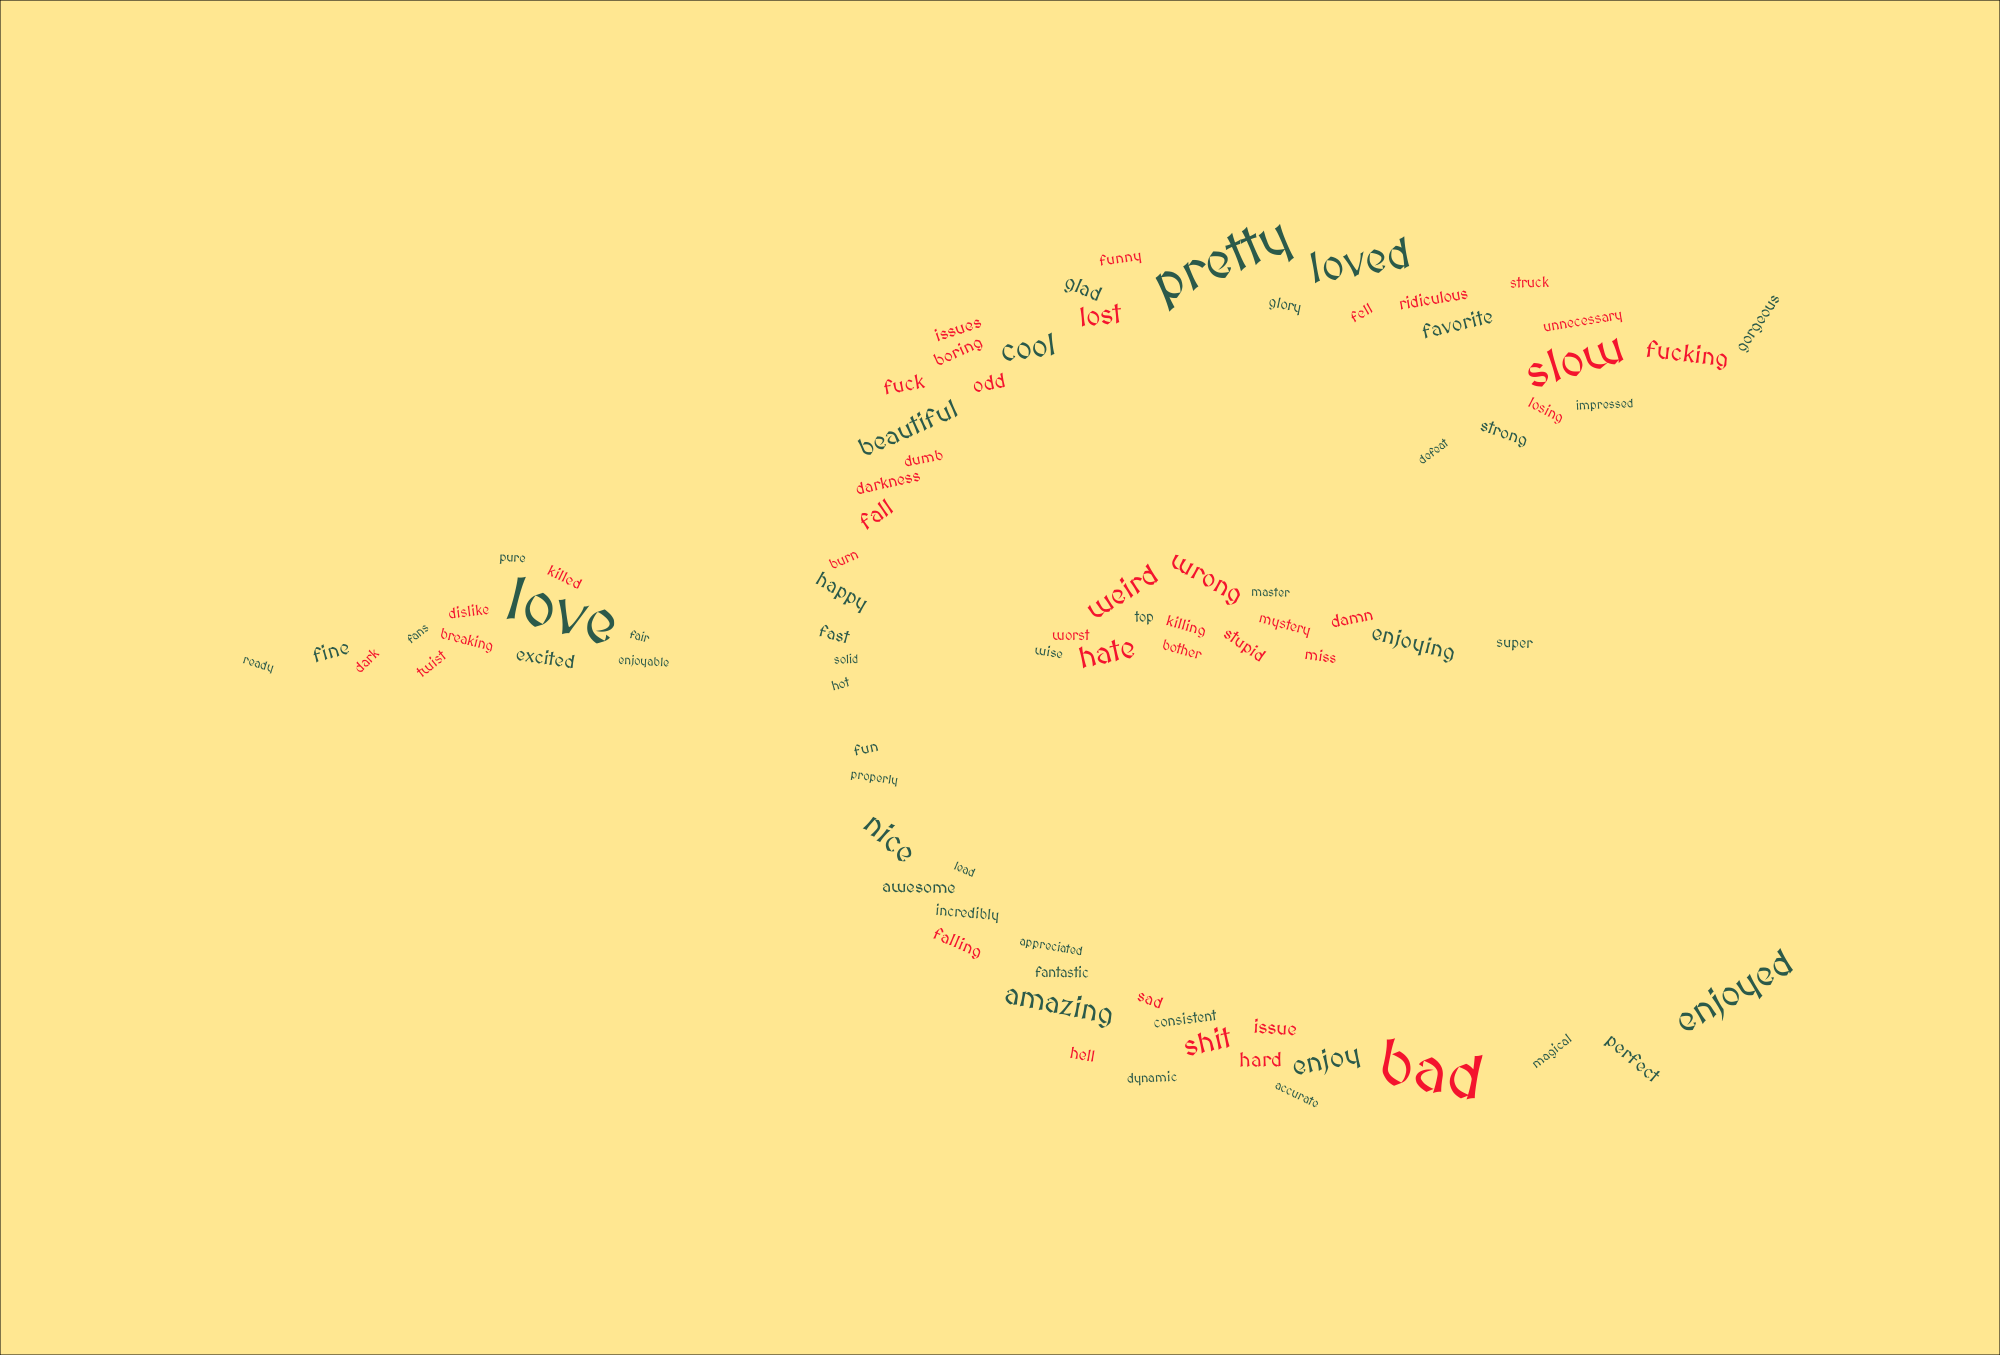 pretty
loved
funny
glad
glory
lost
fell
ridiculous
struck
favorite
unnecessary
gorgeous
issues
boring
cool
slow
fucking
fuck
odd
losing
impressed
beautiful
strong
defeat
dumb
darkness
fall
pure
killed
burn
happy
weird
wrong
master
love
dislike
fans
breaking
fair
fine
dark
twist
excited
enjoyable
ready
fast
solid
hot
top
killing
mystery
damn
worst
stupid
enjoying
super
wise
hate
bother
miss
fun
properly
nice
lead
awesome
incredibly
falling
appreciated
fantastic
amazing
sad
consistent
shit
issue
hell
hard
enjoy
bad
dynamic
accurate
magical
perfect
enjoyed